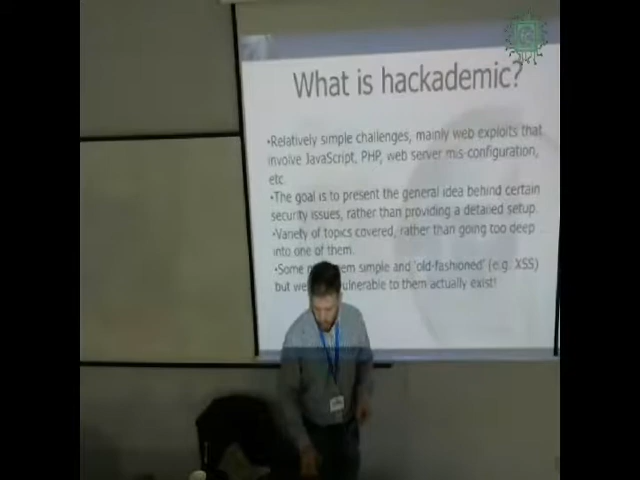 What is hackademic?
•Relatively simple challenges, mainly web exploits that
involve JavaScript, PHP, web server mis-configuration,
etc
•The goal is to present the general idea behind certain
security issues, rather than providing a detailed setup.
•Variety of topics covered, rather than going too deep
into one of them.
•Some simple and 'old-fashioned' (e.g. XSS)
but to them actually exist!